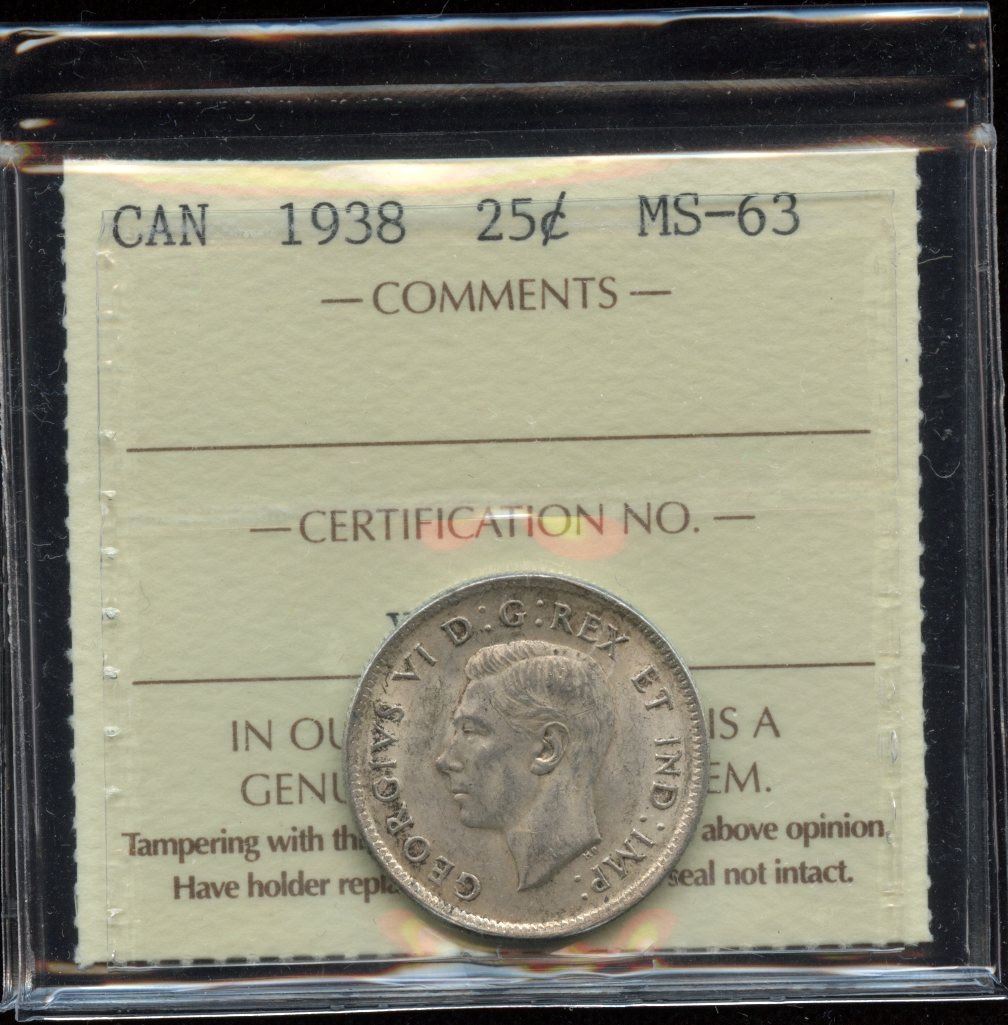 CAN 1938 25¢ MS-63
— COMMENTS —
— CERTIFICATION NO. —
IN OU IS A
GENU EM.
Tampering with th above opinion
Have holder repla seal not intact.
GEORGIVS VI D:G:REX ET IND:IMP: